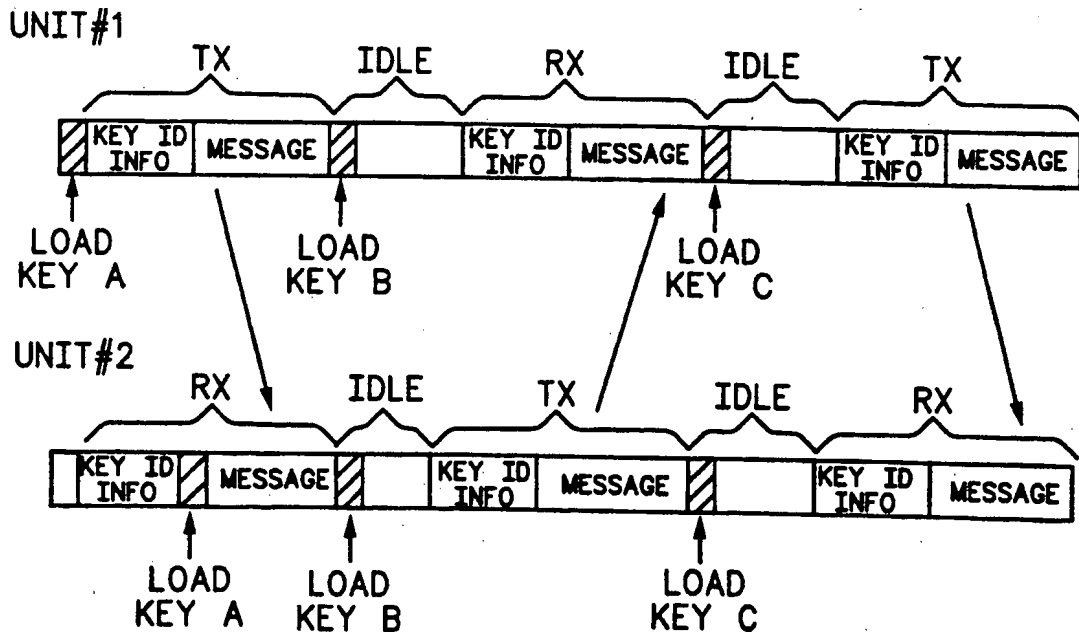 UNIT#1
TX IDLE RX IDLE TX
KEY ID INFO MESSAGE KEY ID INFO MESSAGE KEY ID INFO MESSAGE
LOAD KEY A
LOAD KEY B
LOAD KEY C
UNIT#2
RX IDLE TX IDLE RX
KEY ID INFO MESSAGE KEY ID INFO MESSAGE KEY ID INFO MESSAGE
LOAD KEY A
LOAD KEY B
LOAD KEY C